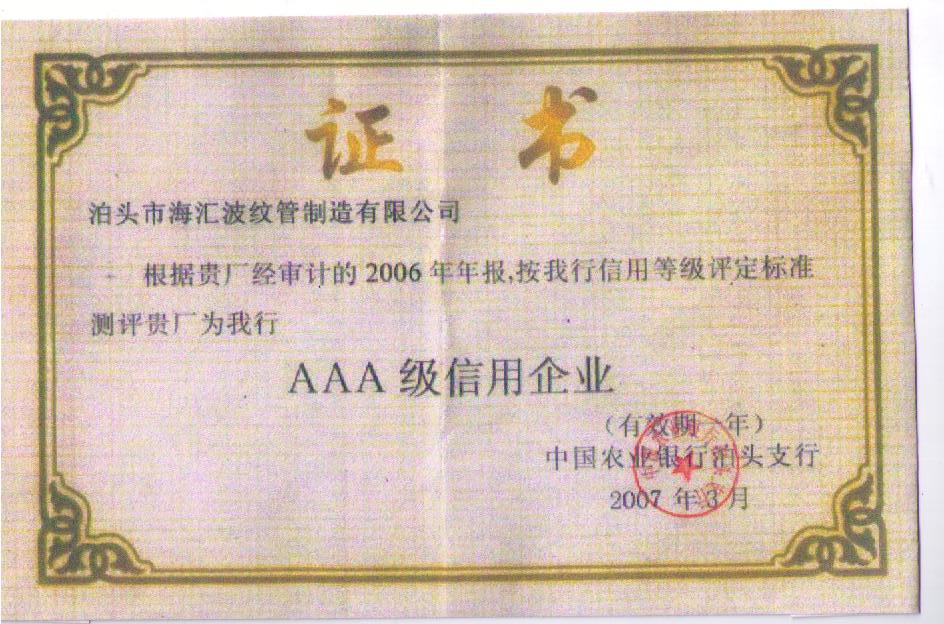 证书
泊头市海汇波纹管制造有限公司
根据贵厂经审计的2006年年报,按我行信用等级评定标准
测评贵厂为我行
AAA级信用企业
（有效期一年）
中国农业银行泊头支行
2007年3月